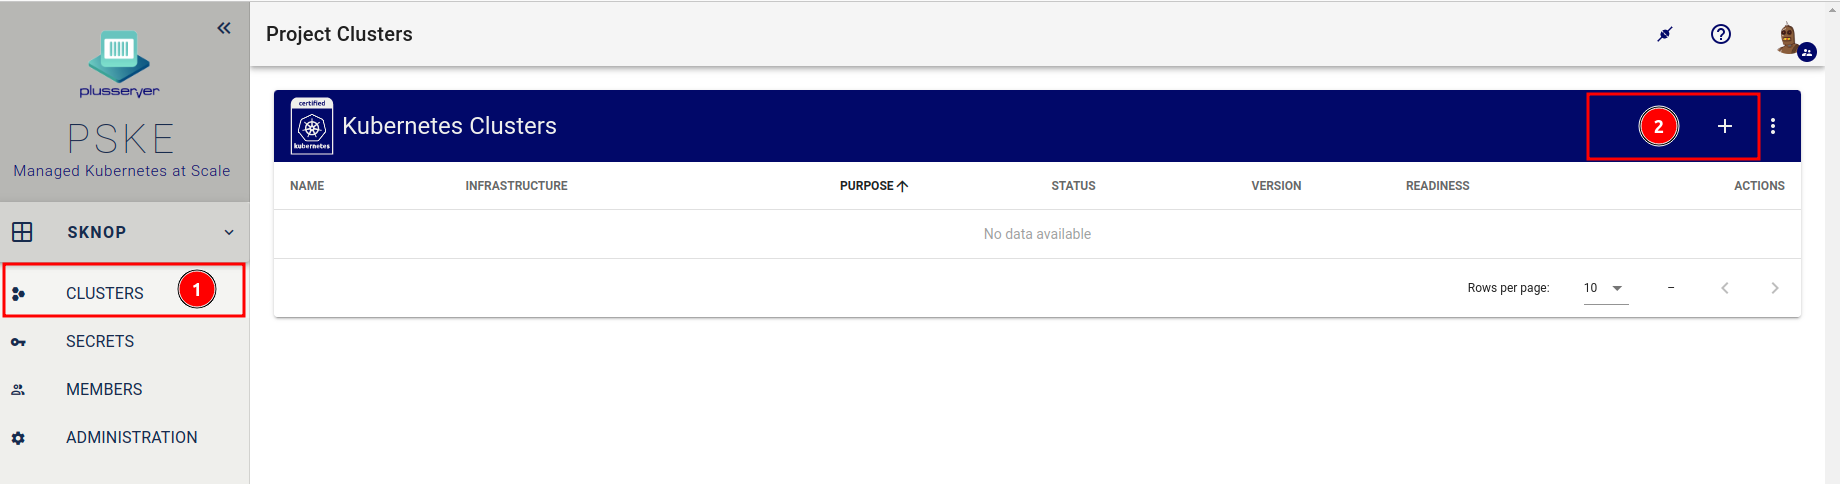 plusserver
PSKE
Managed Kubernetes at Scale
SKNOP
CLUSTERS 1
SECRETS
MEMBERS
ADMINISTRATION
Project Clusters
certified
kubernetes
Kubernetes Clusters 2
NAME INFRASTRUCTURE PURPOSE STATUS VERSION READINESS ACTIONS
No data available
Rows per page: 10 –